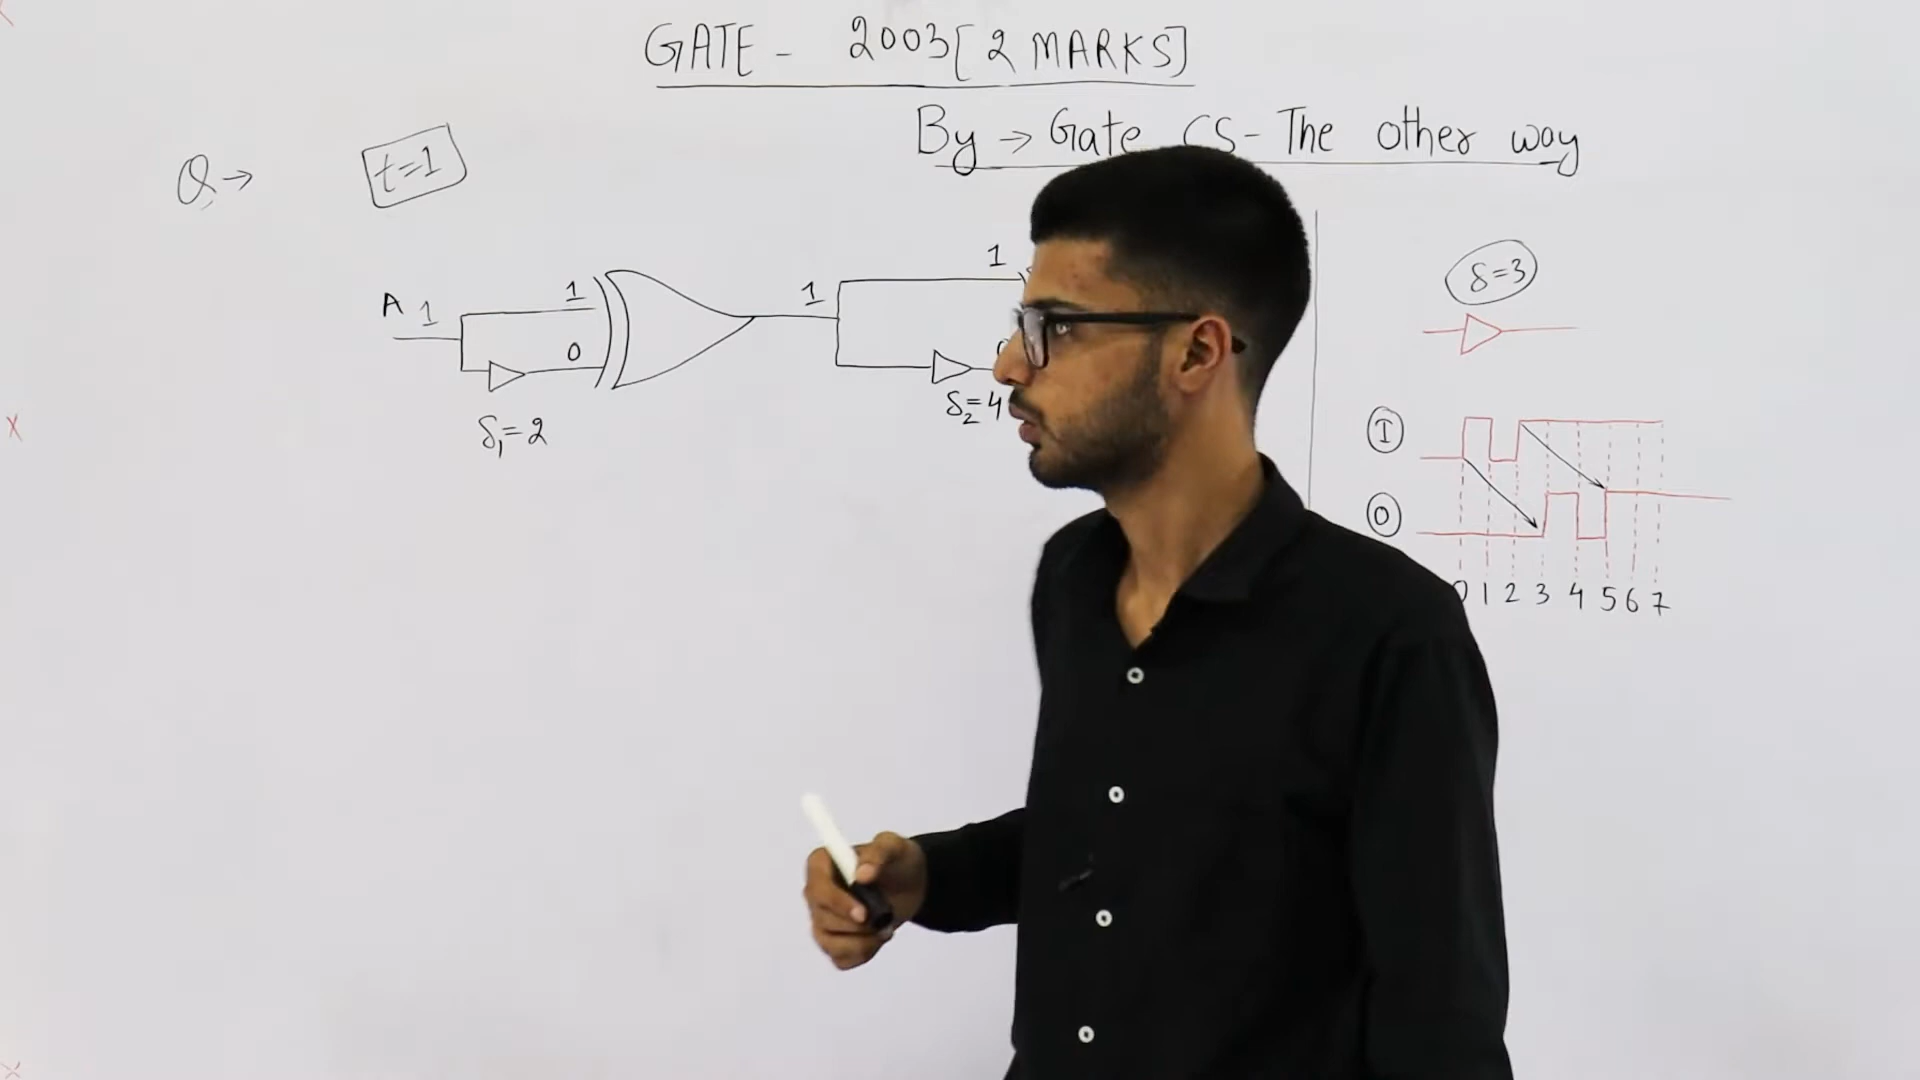 GATE - 2003 [2 MARKS]
By → Gate CS - The other way
Q →
t=1
A 1
1
0
δ₁=2
1
1
δ₂=4
δ=3
I
O
1 2 3 4 5 6 7